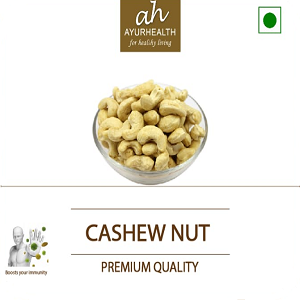 ah
AYURHEALTH
for healthy living
CASHEW NUT
Boosts your immunity
PREMIUM QUALITY